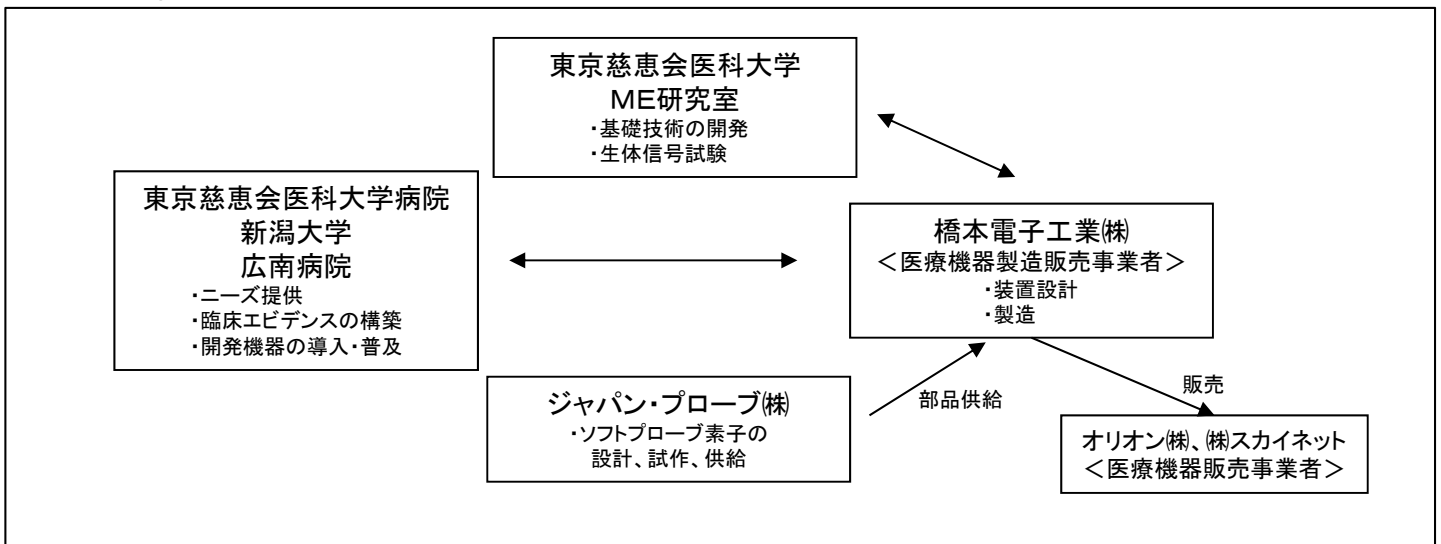 東京慈恵会医科大学
ME研究室
・基礎技術の開発
・生体信号試験
東京慈恵会医科大学病院
新潟大学
広南病院
・ニーズ提供
・臨床エビデンスの構築
・開発機器の導入・普及
橋本電子工業㈱
＜医療機器製造販売事業者＞
・装置設計
・製造
ジャパン・プローブ㈱
・ソフトプローブ素子の
設計、試作、供給
部品供給
販売
オリオン㈱、㈱スカイネット
＜医療機器販売事業者＞